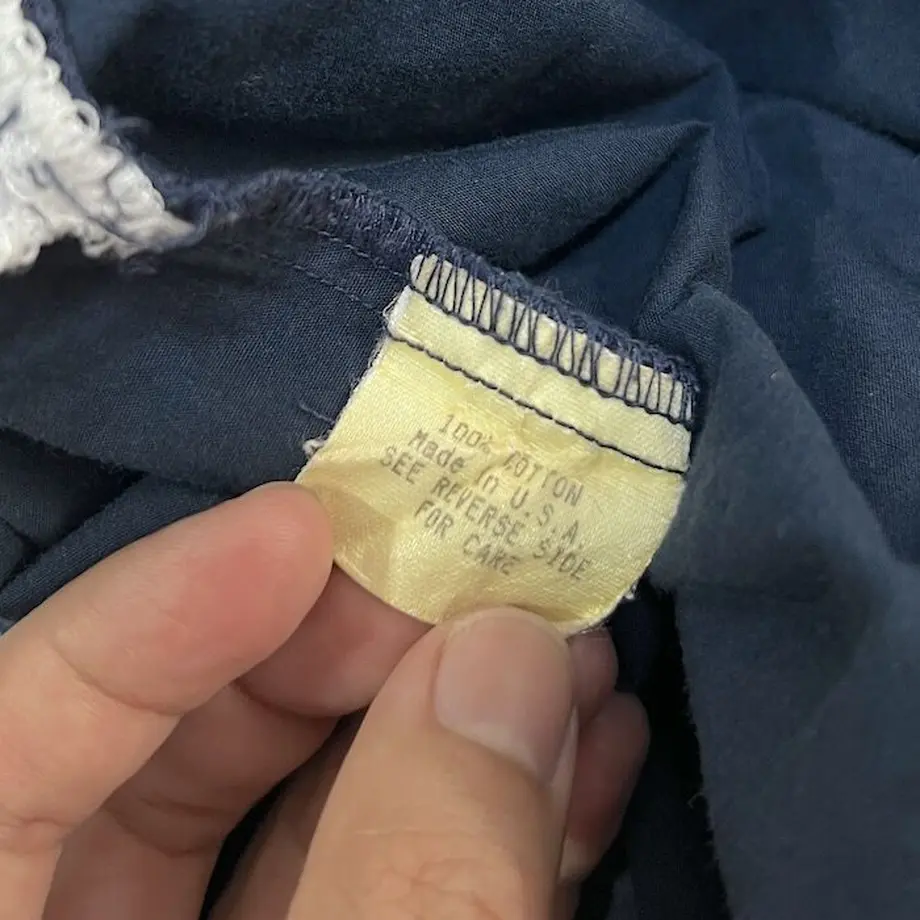 100% COTTON
Made in U.S.A.
SEE REVERSE SIDE
FOR CARE